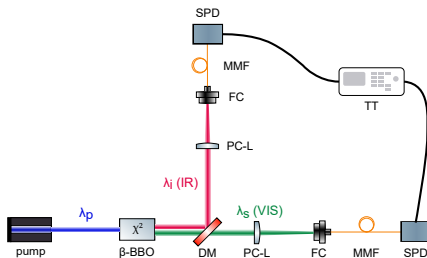 SPD
MMF
FC
TT
PC-L
λi (IR)
λp
λs (VIS)
Χ²
pump
β-BBO
DM
PC-L
FC
MMF
SPD